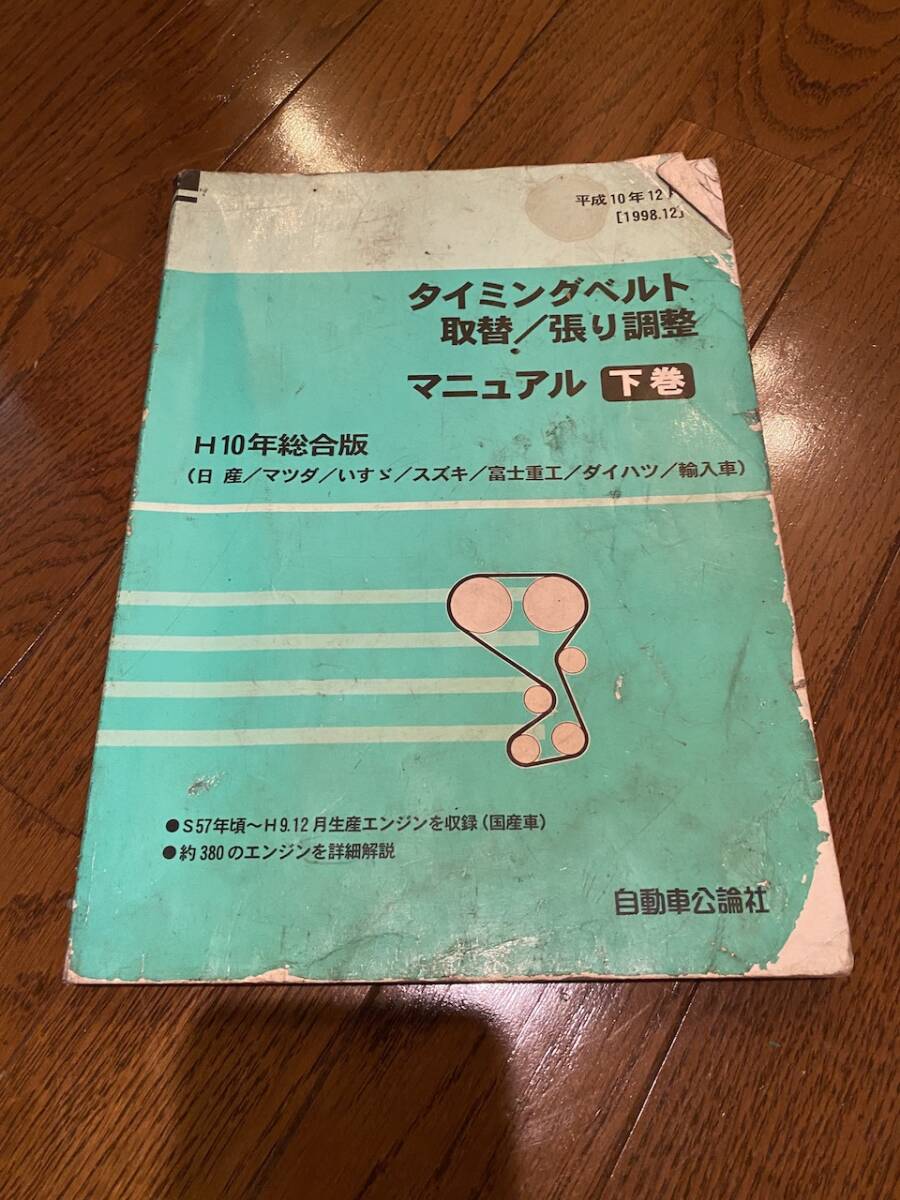 平成10年12月
[1998.12]
タイミングベルト
取替/張り調整
マニュアル 下巻
H10年総合版
(日産/マツダ/いすゞ/スズキ/富士重工/ダイハツ/輸入車)
●S57年頃~H9.12月生産エンジンを収録(国産車)
●約380のエンジンを詳細解説
自動車公論社